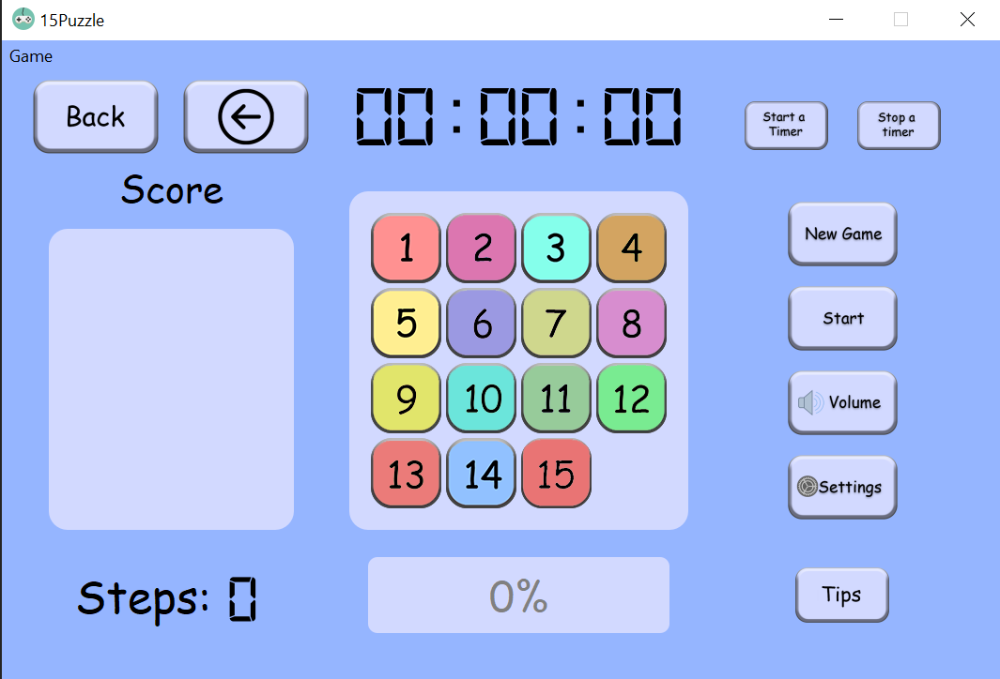 15Puzzle
Game
Back
00:00:00
Start a
Timer
Stop a
timer
Score
1 2 3 4
5 6 7 8
9 10 11 12
13 14 15
New Game
Start
Volume
Settings
Steps: 0
0%
Tips